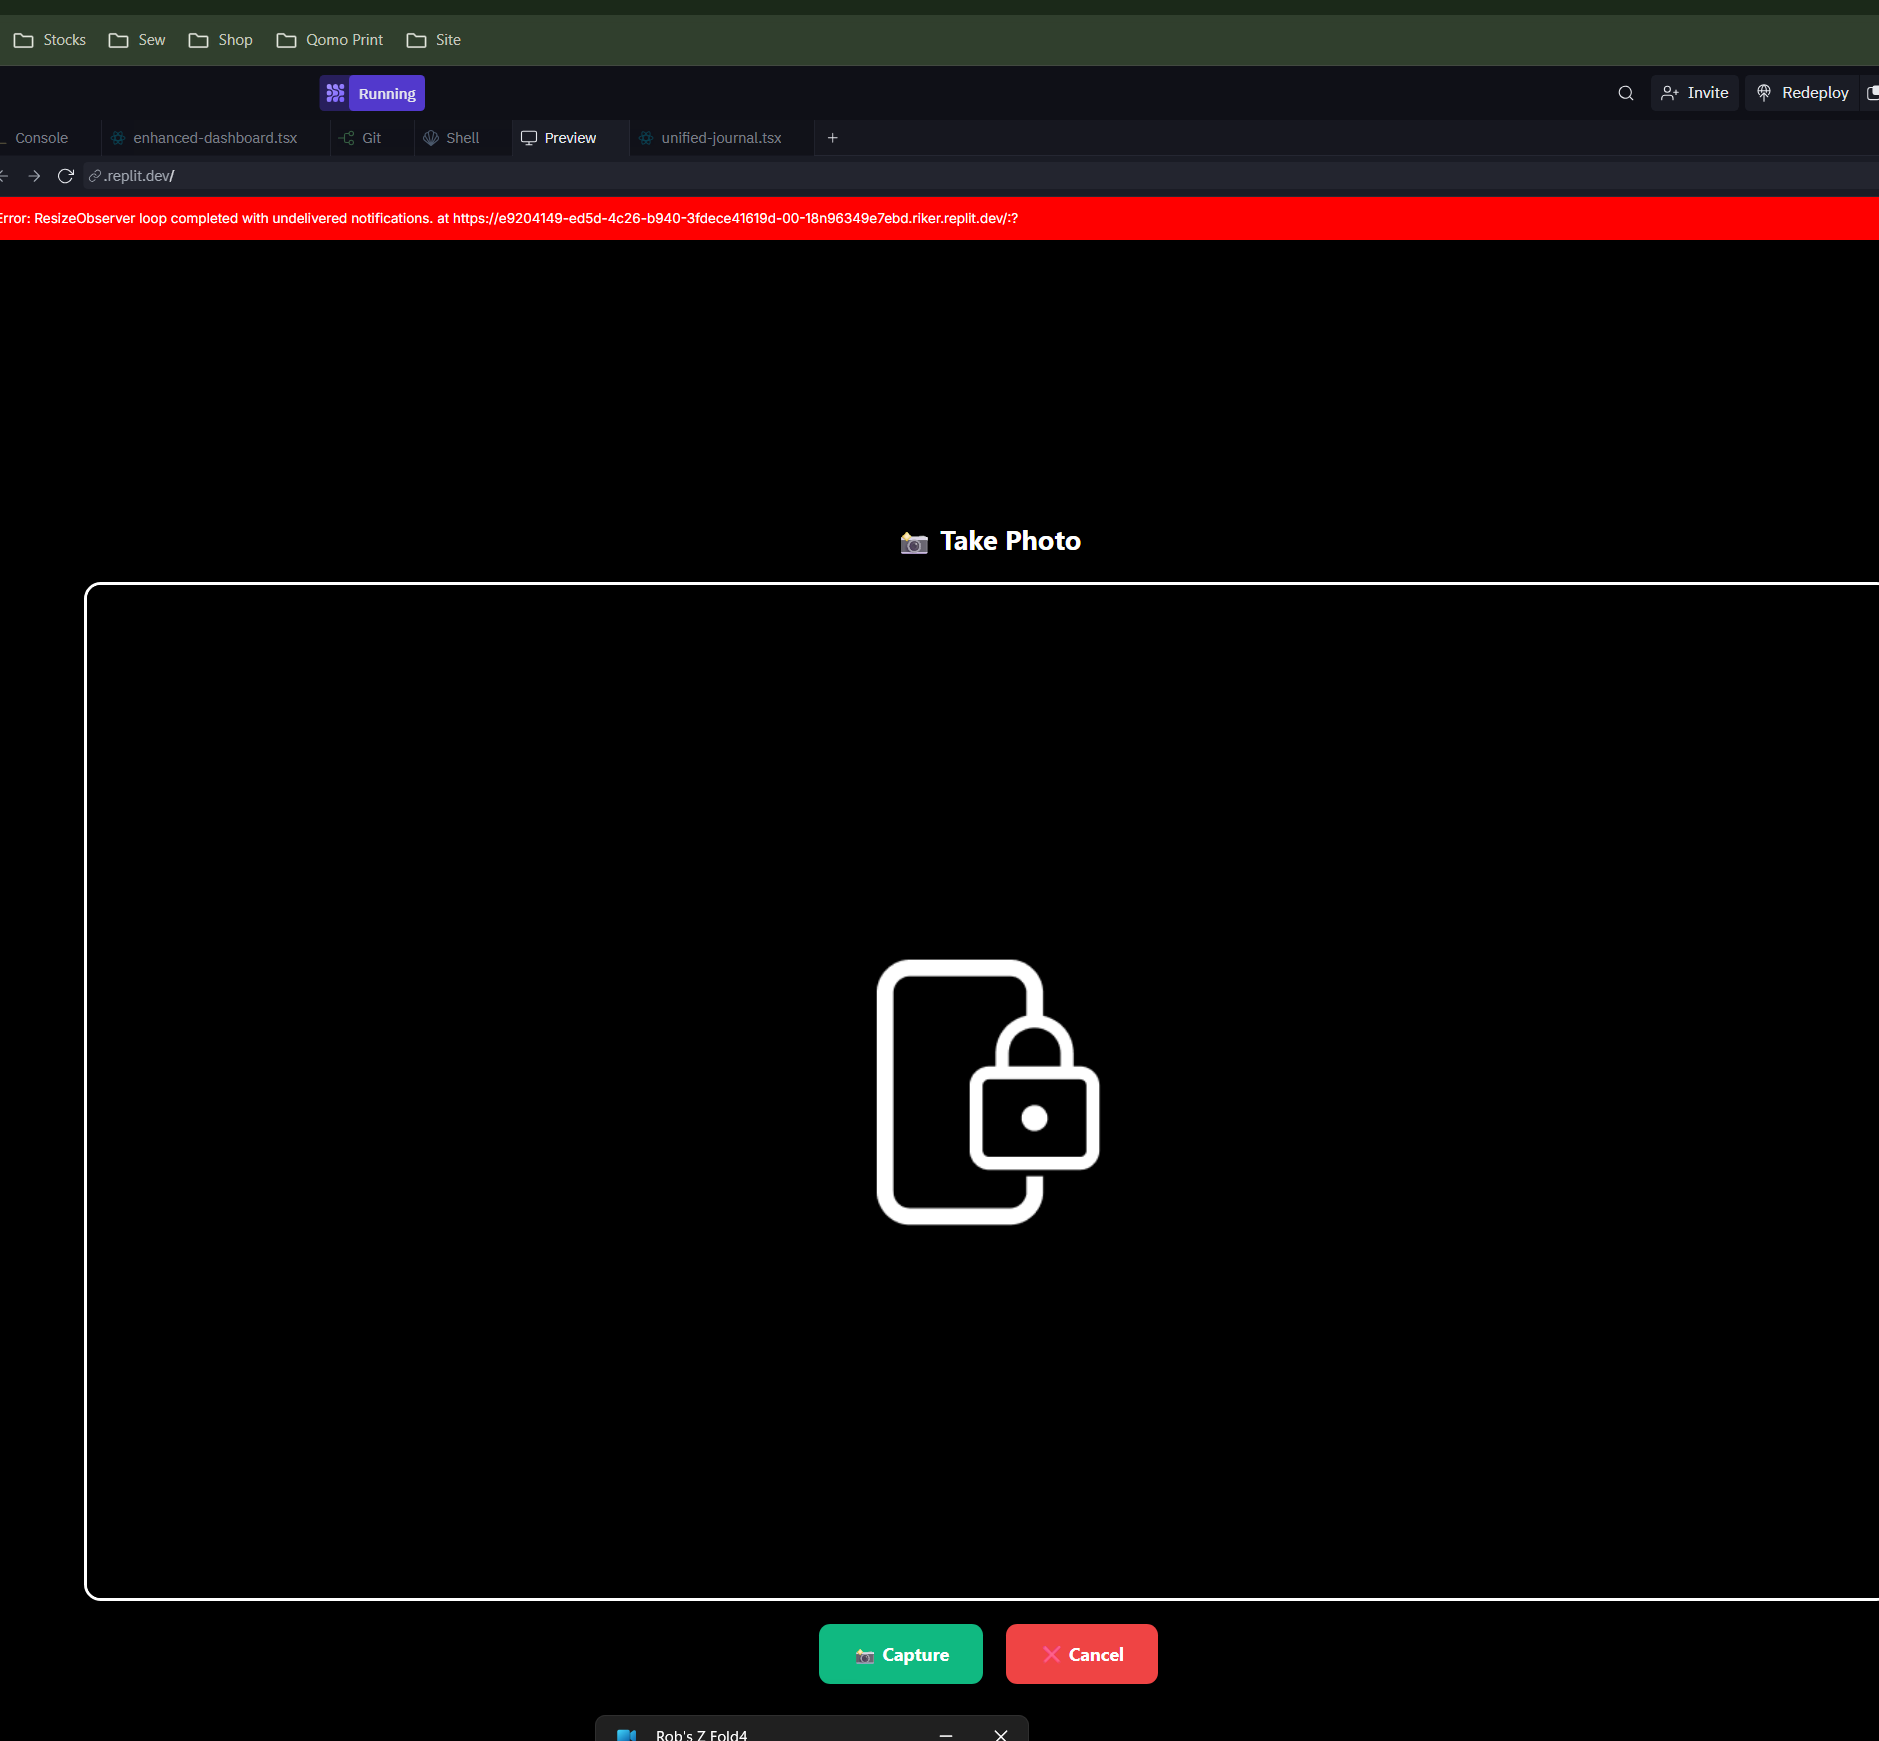 Stocks Sew Shop Qomo Print Site
Running Invite Redeploy
Console enhanced-dashboard.tsx Git Shell Preview unified-journal.tsx +
.replit.dev/
Error: ResizeObserver loop completed with undelivered notifications. at https://e9204149-ed5d-4c26-b940-3fdece41619d-00-18n96349e7ebd.riker.replit.dev/:?
Take Photo
Capture Cancel
Rob's Z Fold4